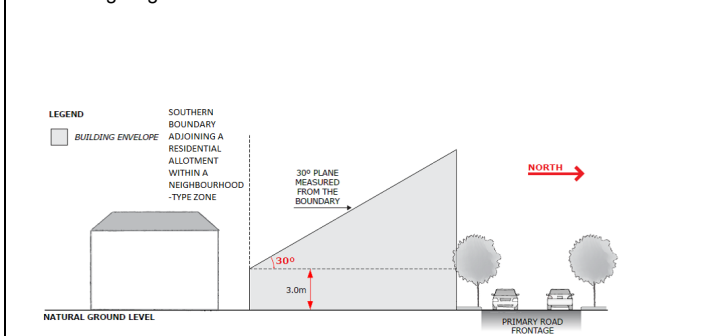 LEGEND
BUILDING ENVELOPE
SOUTHERN
BOUNDARY
ADJOINING A
RESIDENTIAL
ALLOTMENT
WITHIN A
NEIGHBOURHOOD
-TYPE ZONE
30º PLANE
MEASURED
FROM THE
BOUNDARY
NORTH
30º
3.0m
NATURAL GROUND LEVEL
PRIMARY ROAD
FRONTAGE